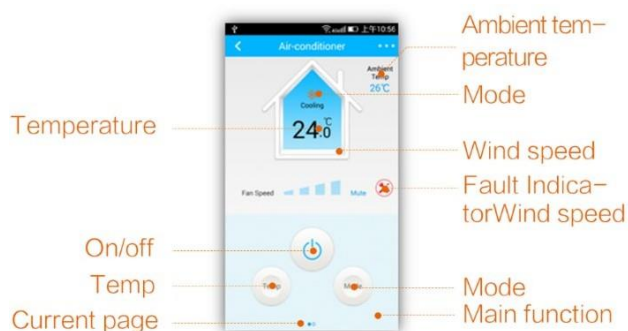 上午10:56
Air-conditioner
Ambient tem-
perature
Ambient
Temp
26℃
Mode
Cooling
Temperature
24.0℃
Wind speed
Fan Speed
Mute
Fault Indica-
torWind speed
On/off
Temp
Temp
Mode
Mode
Current page
Main function